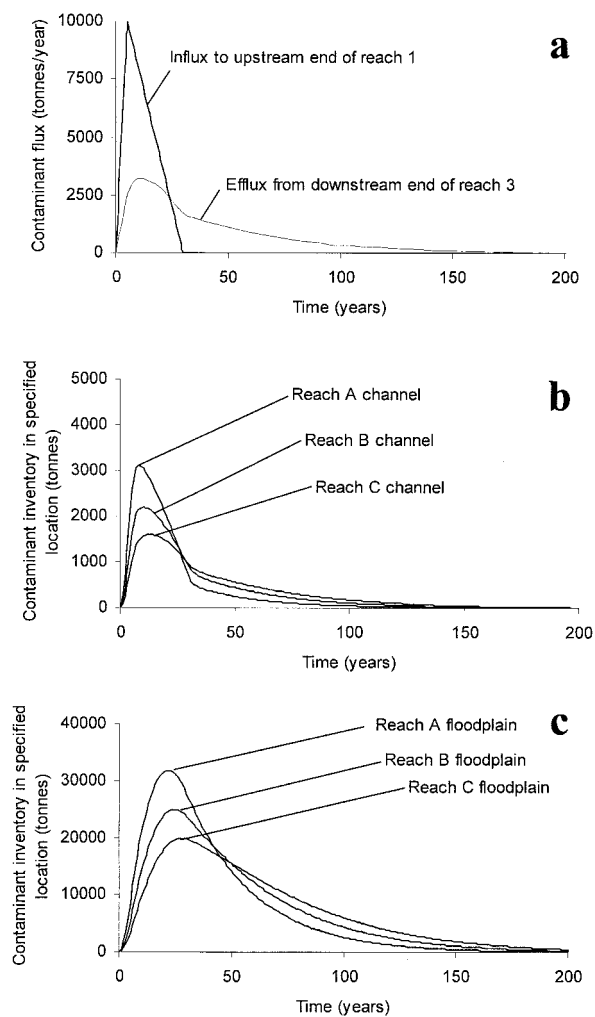 a
10000
7500
5000
2500
0
Contaminant flux (tonnes/year)
Influx to upstream end of reach 1
Efflux from downstream end of reach 3
0 50 100 150 200
Time (years)
b
5000
4000
3000
2000
1000
0
Contaminant inventory in specified
location (tonnes)
Reach A channel
Reach B channel
Reach C channel
0 50 100 150 200
Time (years)
c
40000
30000
20000
10000
0
Contaminant inventory in specified
location (tonnes)
Reach A floodplain
Reach B floodplain
Reach C floodplain
0 50 100 150 200
Time (years)